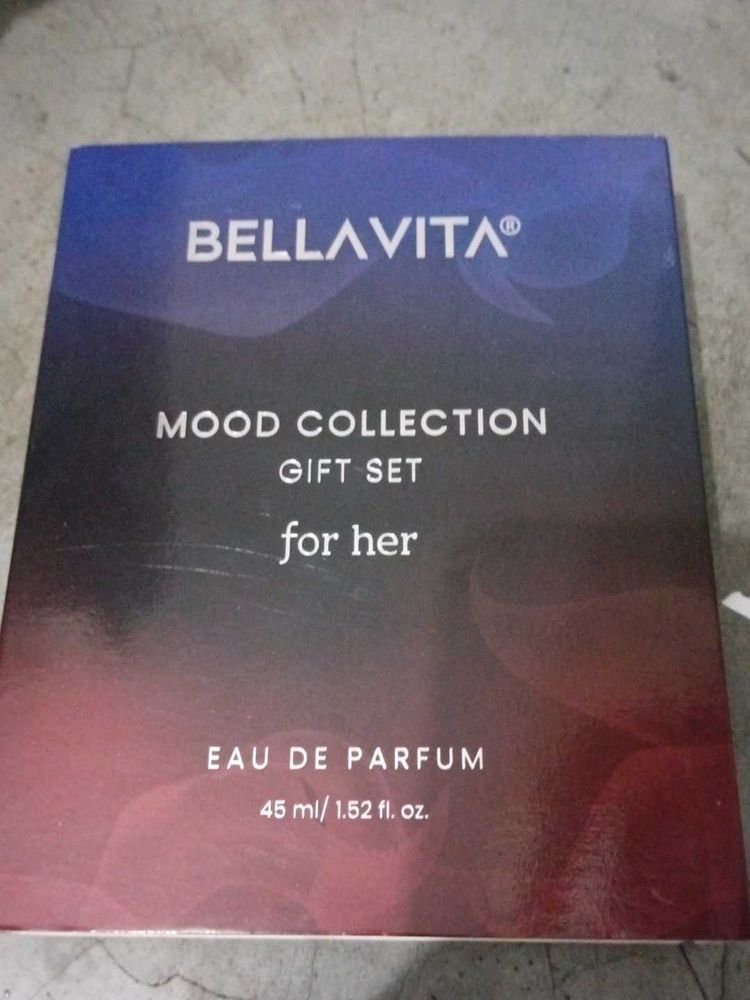 BELLAVITA®
MOOD COLLECTION
GIFT SET
for her
EAU DE PARFUM
45 ml/ 1.52 fl. oz.